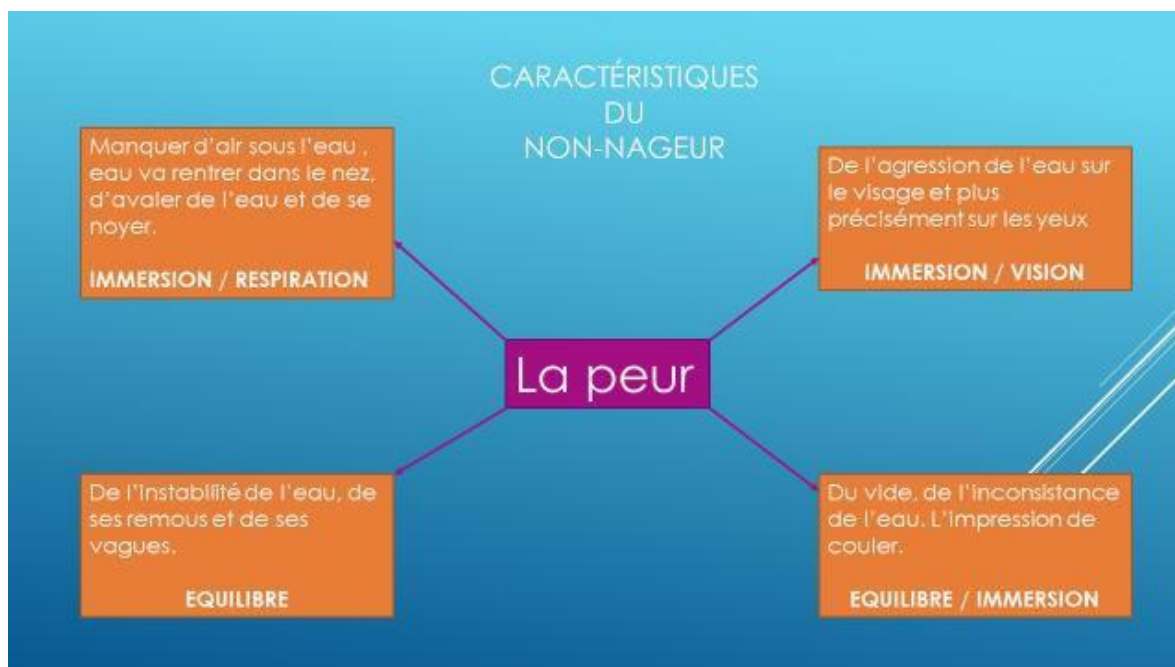 CARACTÉRISTIQUES
DU
NON-NAGEUR
Manquer d'air sous l'eau ,
eau va rentrer dans le nez,
d'avaler de l'eau et de se
noyer.
IMMERSION / RESPIRATION
De l'agression de l'eau sur
le visage et plus
précisément sur les yeux
IMMERSION / VISION
La peur
De l'instabilité de l'eau, de
ses remous et de ses
vagues.
EQUILIBRE
Du vide, de l'inconsistance
de l'eau. L'impression de
couler.
EQUILIBRE / IMMERSION